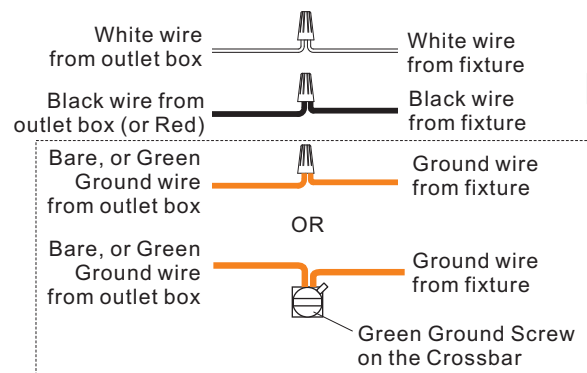 White wire
from outlet box
White wire
from fixture
Black wire from
outlet box (or Red)
Black wire
from fixture
Bare, or Green
Ground wire
from outlet box
Ground wire
from fixture
OR
Bare, or Green
Ground wire
from outlet box
Ground wire
from fixture
Green Ground Screw
on the Crossbar